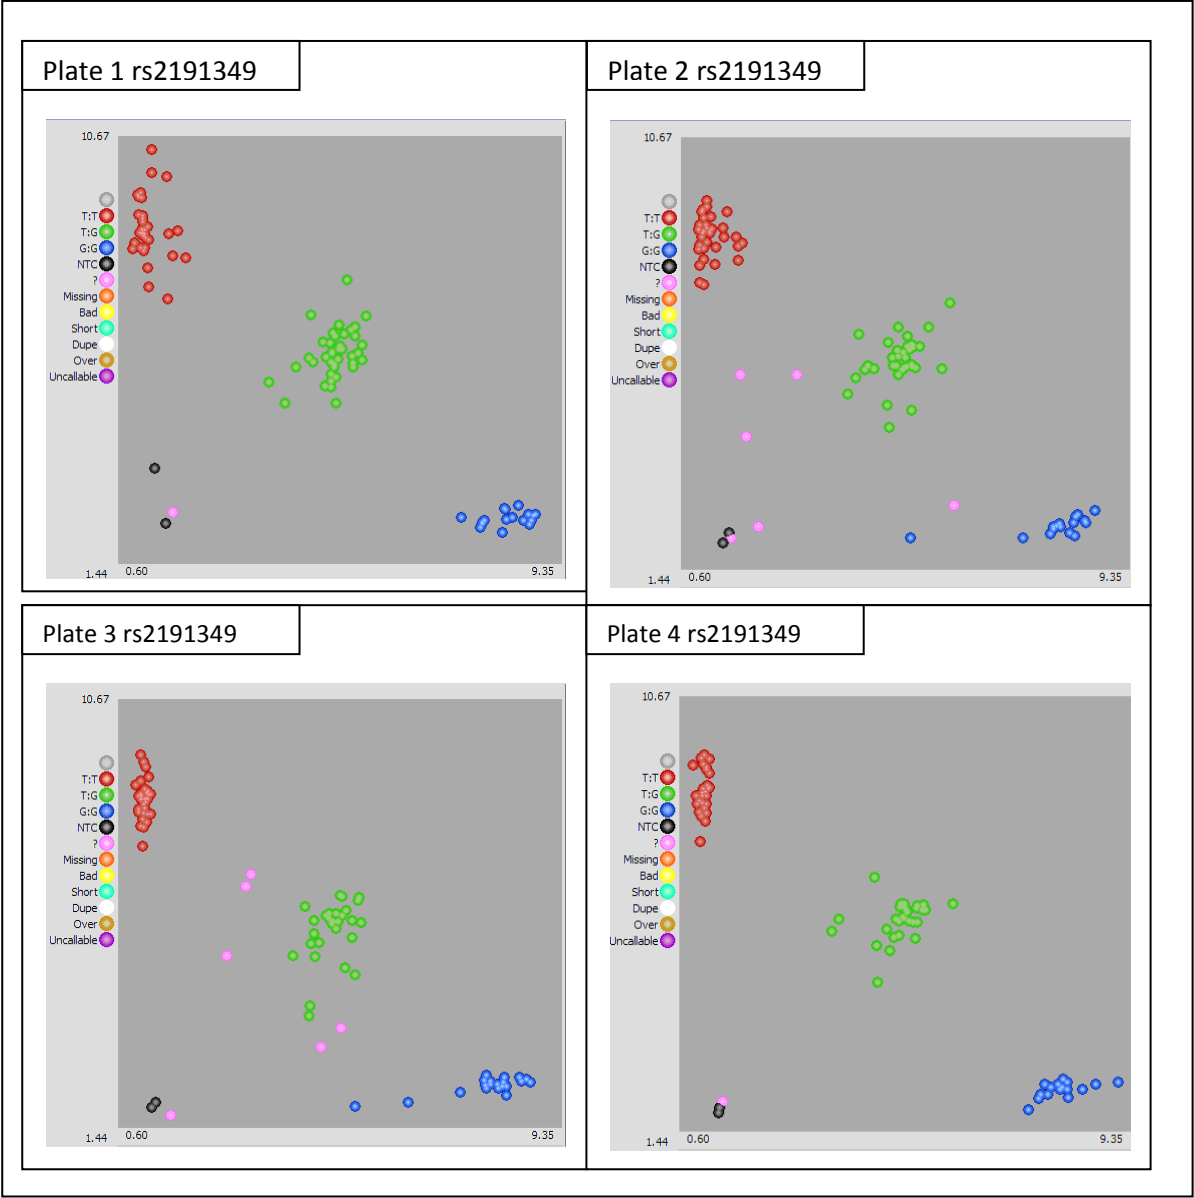 Plate 1 rs2191349
10.67
T:T
T:G
G:G
NTC
?
Missing
Bad
Short
Dupe
Over
Uncallable
1.44
0.60
9.35
Plate 2 rs2191349
10.67
T:T
T:G
G:G
NTC
?
Missing
Bad
Short
Dupe
Over
Uncallable
1.44
0.60
9.35
Plate 3 rs2191349
10.67
T:T
T:G
G:G
NTC
?
Missing
Bad
Short
Dupe
Over
Uncallable
1.44
0.60
9.35
Plate 4 rs2191349
10.67
T:T
T:G
G:G
NTC
?
Missing
Bad
Short
Dupe
Over
Uncallable
1.44
0.60
9.35